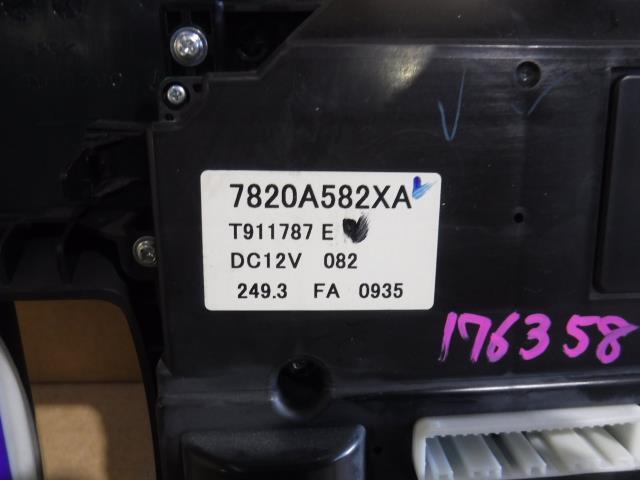 7820A582XA
T911787 E
DC12V 082
249.3 FA 0935
176358